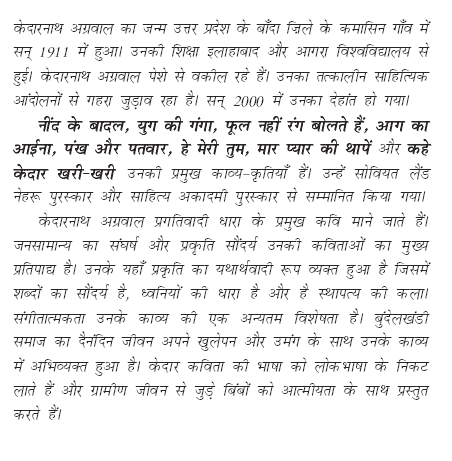 केदारनाथ अग्रवाल का जन्म उत्तर प्रदेश के बाँदा ज़िले के कमासिन गाँव में
सन् 1911 में हुआ। उनकी शिक्षा इलाहाबाद और आगरा विश्वविद्यालय से
हुई। केदारनाथ अग्रवाल पेशे से वकील रहे हैं। उनका तत्कालीन साहित्यिक
आंदोलनों से गहरा जुड़ाव रहा है। सन् 2000 में उनका देहांत हो गया।
नींद के बादल, युग की गंगा, फूल नहीं रंग बोलते हैं, आग का
आईना, पंख और पतवार, हे मेरी तुम, मार प्यार की थापें और कहे
केदार खरी-खरी उनकी प्रमुख काव्य-कृतियाँ हैं। उन्हें सोवियत लैंड
नेहरू पुरस्कार और साहित्य अकादमी पुरस्कार से सम्मानित किया गया।
केदारनाथ अग्रवाल प्रगतिवादी धारा के प्रमुख कवि माने जाते हैं।
जनसामान्य का संघर्ष और प्रकृति सौंदर्य उनकी कविताओं का मुख्य
प्रतिपाद्य है। उनके यहाँ प्रकृति का यथार्थवादी रूप व्यक्त हुआ है जिसमें
शब्दों का सौंदर्य है, ध्वनियों की धारा है और है स्थापत्य की कला।
संगीतात्मकता उनके काव्य की एक अन्यतम विशेषता है। बुंदेलखंडी
समाज का दैनंदिन जीवन अपने खुलेपन और उमंग के साथ उनके काव्य
में अभिव्यक्त हुआ है। केदार कविता की भाषा को लोकभाषा के निकट
लाते हैं और ग्रामीण जीवन से जुड़े बिंबों को आत्मीयता के साथ प्रस्तुत
करते हैं।